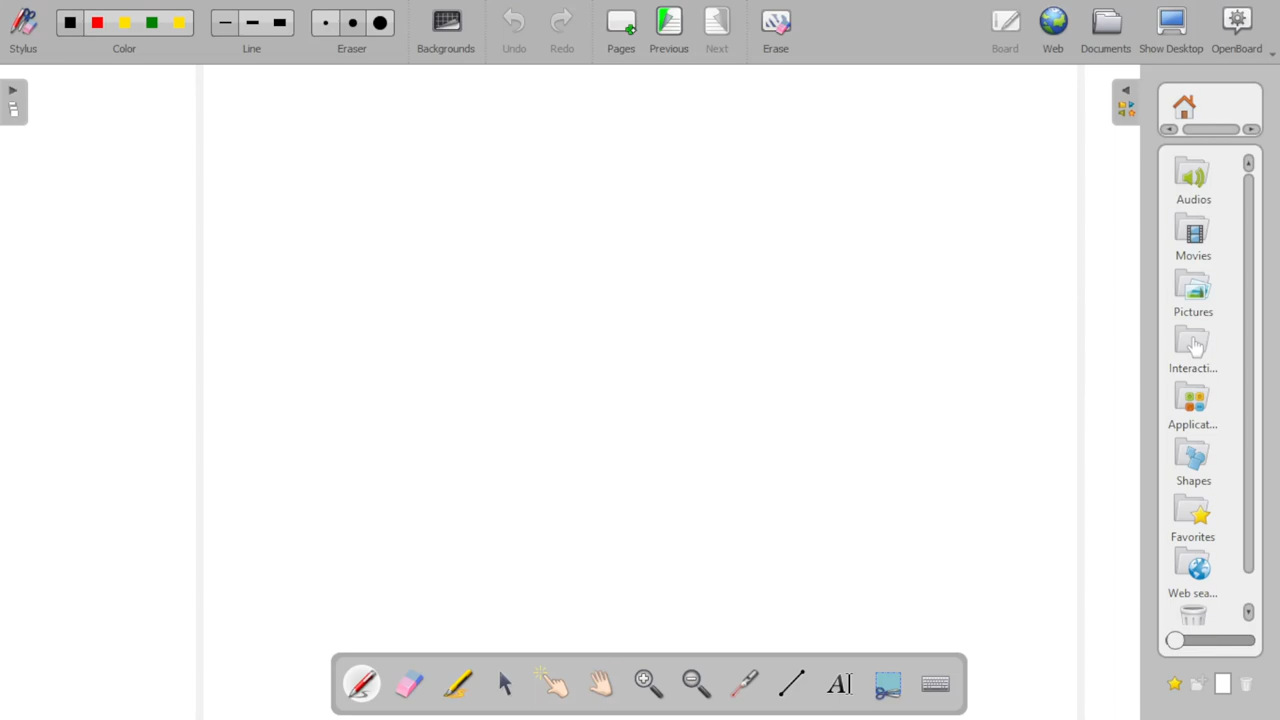 Stylus Color Line Eraser Backgrounds Undo Redo Pages Previous Next Erase Board Web Documents Show Desktop OpenBoard
Audios
Movies
Pictures
Interacti...
Applicat...
Shapes
Favorites
Web sea...
A